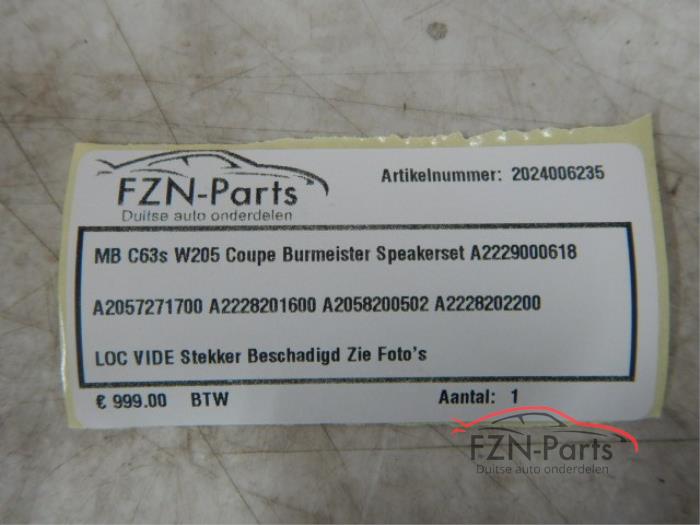 FZN-Parts
Duitse auto onderdelen
Artikelnummer: 2024006235
MB C63s W205 Coupe Burmeister Speakerset A2229000618
A2057271700 A2228201600 A2058200502 A2228202200
LOC VIDE Stekker Beschadigd Zie Foto's
€ 999.00 BTW
Aantal: 1
FZN-Parts
Duitse auto onderdelen